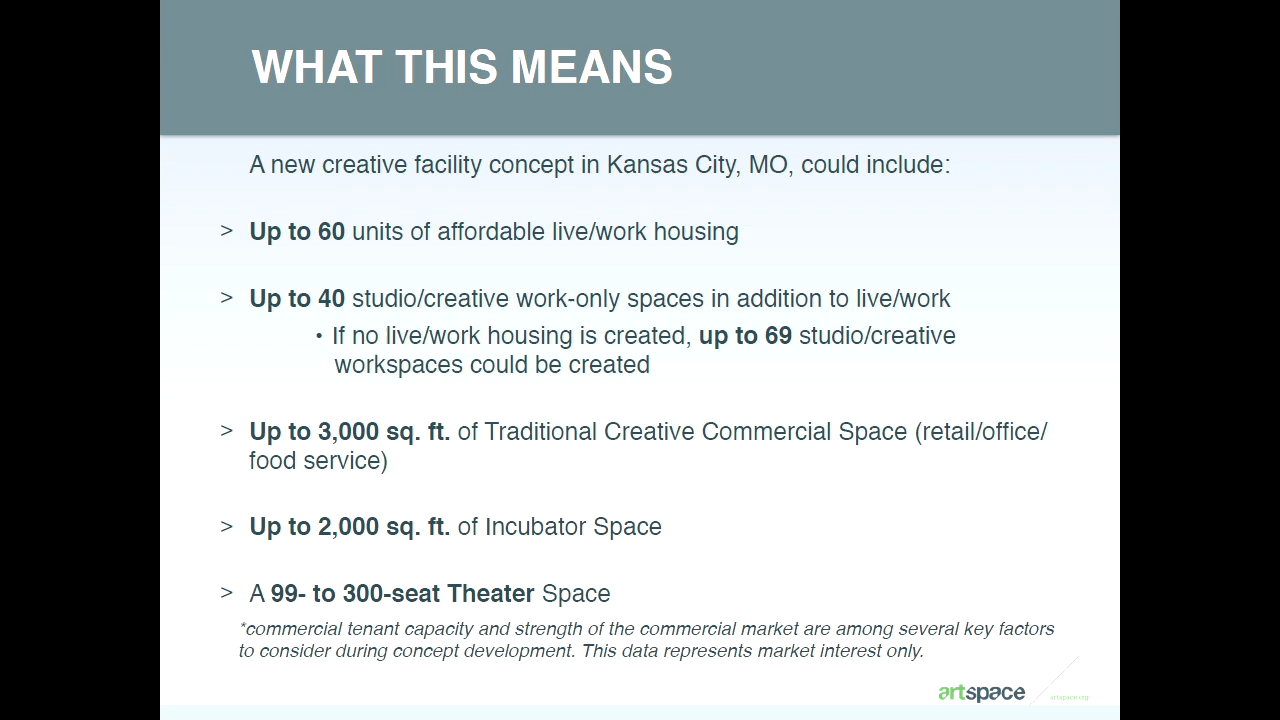 WHAT THIS MEANS
A new creative facility concept in Kansas City, MO, could include:
> Up to 60 units of affordable live/work housing
> Up to 40 studio/creative work-only spaces in addition to live/work
• If no live/work housing is created, up to 69 studio/creative
workspaces could be created
> Up to 3,000 sq. ft. of Traditional Creative Commercial Space (retail/office/
food service)
> Up to 2,000 sq. ft. of Incubator Space
> A 99- to 300-seat Theater Space
*commercial tenant capacity and strength of the commercial market are among several key factors
to consider during concept development. This data represents market interest only.
artspace
artspace.org